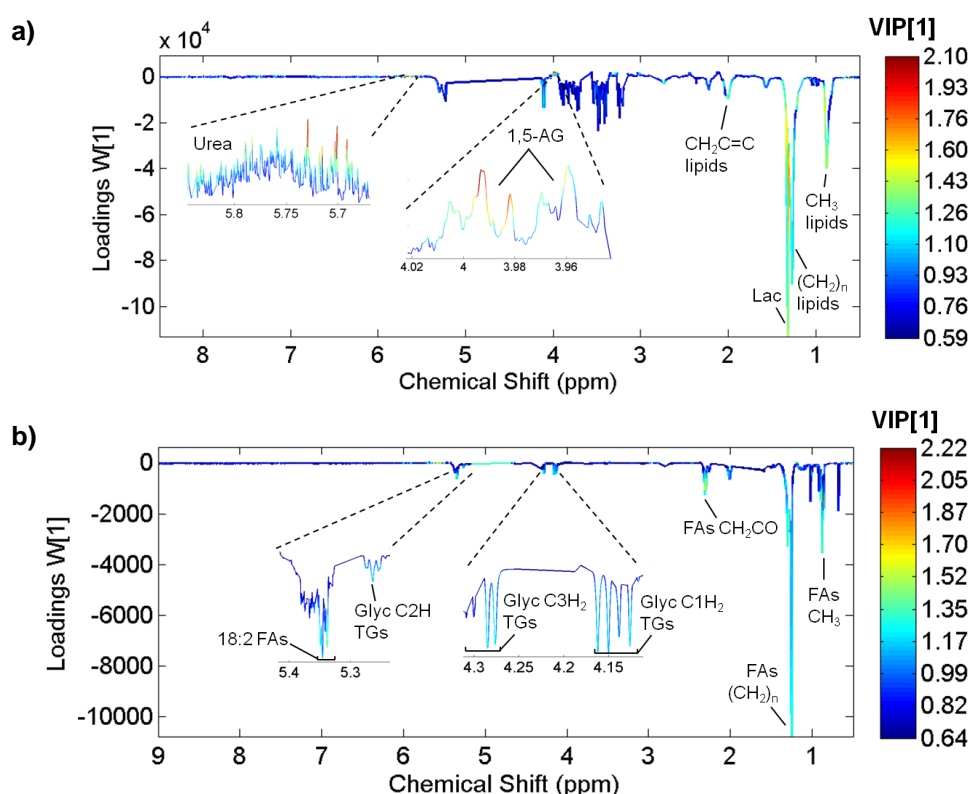 a)
x 10⁴
VIP[1]
0
-2
-4
-6
-8
-10
Loadings W[1]
8 7 6 5 4 3 2 1
Chemical Shift (ppm)
Urea
5.8 5.75 5.7
1,5-AG
4.02 4 3.98 3.96
CH₂C=C
lipids
CH₃
lipids
Lac
(CH₂)ₙ
lipids
2.10
1.93
1.76
1.60
1.43
1.26
1.10
0.93
0.76
0.59
b)
VIP[1]
0
-2000
-4000
-6000
-8000
-10000
Loadings W[1]
9 8 7 6 5 4 3 2 1
Chemical Shift (ppm)
18:2 FAs
Glyc C2H
TGs
5.4 5.3
Glyc C3H₂
TGs
Glyc C1H₂
TGs
4.3 4.25 4.2 4.15
FAs CH₂CO
FAs
CH₃
FAs
(CH₂)ₙ
2.22
2.05
1.87
1.70
1.52
1.35
1.17
0.99
0.82
0.64